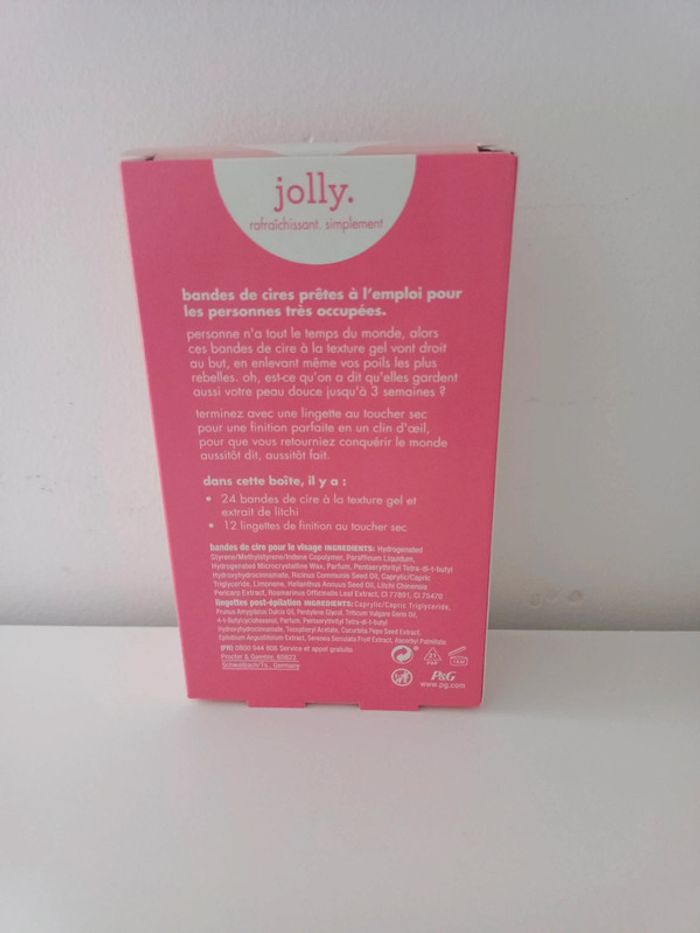 jolly.
rafraîchissant. simplement
bandes de cires prêtes à l'emploi pour
les personnes très occupées.
personne n'a tout le temps du monde, alors
ces bandes de cire à la texture gel vont droit
au but, en enlevant même vos poils les plus
rebelles. oh, est-ce qu'on a dit qu'elles gardent
aussi votre peau douce jusqu'à 3 semaines ?
terminez avec une lingette au toucher sec
pour une finition parfaite en un clin d'œil,
pour que vous retourniez conquérir le monde
aussitôt dit, aussitôt fait.
dans cette boîte, il y a :
• 24 bandes de cire à la texture gel et
extrait de litchi
• 12 lingettes de finition au toucher sec
bandes de cire pour le visage INGREDIENTS: Hydrogenated
Styrene/Methylstyrene/Indene Copolymer, Paraffinum Liquidum,
Hydrogenated Microcrystalline Wax, Parfum, Pentaerythrityl Tetra-di-t-butyl
Hydroxyhydrocinnamate, Ricinus Communis Seed Oil, Caprylic/Capric
Triglyceride, Limonene, Helianthus Annuus Seed Oil, Litchi Chinensis
Pericarp Extract, Rosmarinus Officinalis Leaf Extract, CI 77891, CI 75470
lingettes post-épilation INGREDIENTS: Caprylic/Capric Triglyceride,
Prunus Amygdalus Dulcis Oil, Pentylene Glycol, Triticum Vulgare Germ Oil,
4-t-Butylcyclohexanol, Parfum, Pentaerythrityl Tetra-di-t-butyl
Hydroxyhydrocinnamate, Tocopheryl Acetate, Cucurbita Pepo Seed Extract,
Epilobium Angustifolium Extract, Serenoa Serrulata Fruit Extract, Ascorbyl Palmitate
(FR) 0800 944 808 Service et appel gratuits
Procter & Gamble, 65823
Schwalbach/Ts., Germany
21
PAP
P&G
www.pg.com